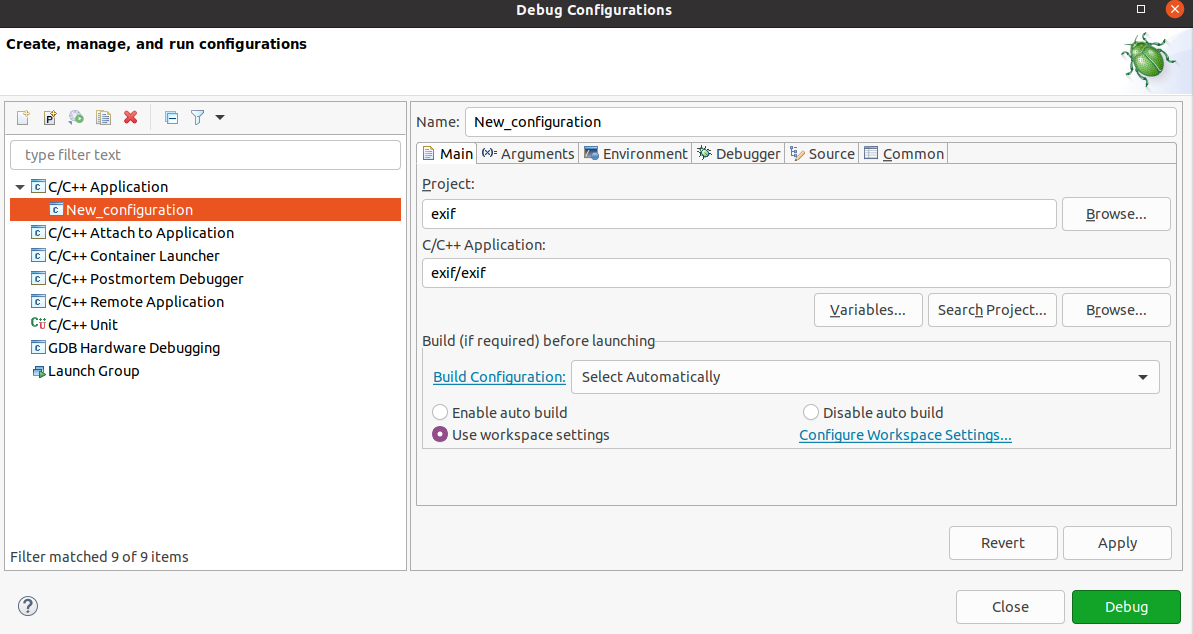 Debug Configurations
Create, manage, and run configurations
type filter text
C/C++ Application
New_configuration
C/C++ Attach to Application
C/C++ Container Launcher
C/C++ Postmortem Debugger
C/C++ Remote Application
C/C++ Unit
GDB Hardware Debugging
Launch Group
Filter matched 9 of 9 items
Name: New_configuration
Main (x)= Arguments Environment Debugger Source Common
Project:
exif Browse...
C/C++ Application:
exif/exif
Variables... Search Project... Browse...
Build (if required) before launching
Build Configuration: Select Automatically
Enable auto build Disable auto build
Use workspace settings Configure Workspace Settings...
Revert Apply
? Close Debug